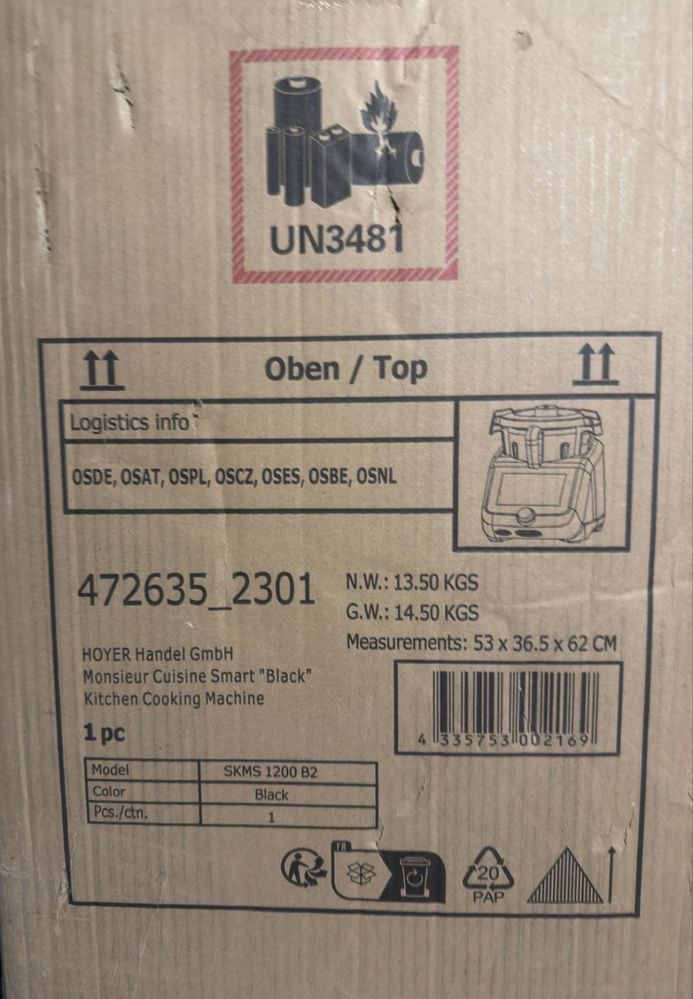 UN3481
Oben / Top
Logistics info
OSDE, OSAT, OSPL, OSCZ, OSES, OSBE, OSNL
472635_2301
N.W.: 13.50 KGS
G.W.: 14.50 KGS
Measurements: 53 x 36.5 x 62 CM
HOYER Handel GmbH
Monsieur Cuisine Smart "Black"
Kitchen Cooking Machine
1 pc
4 335753 002169
Model SKMS 1200 B2
Color Black
Pcs./ctn. 1
FR
20
PAP